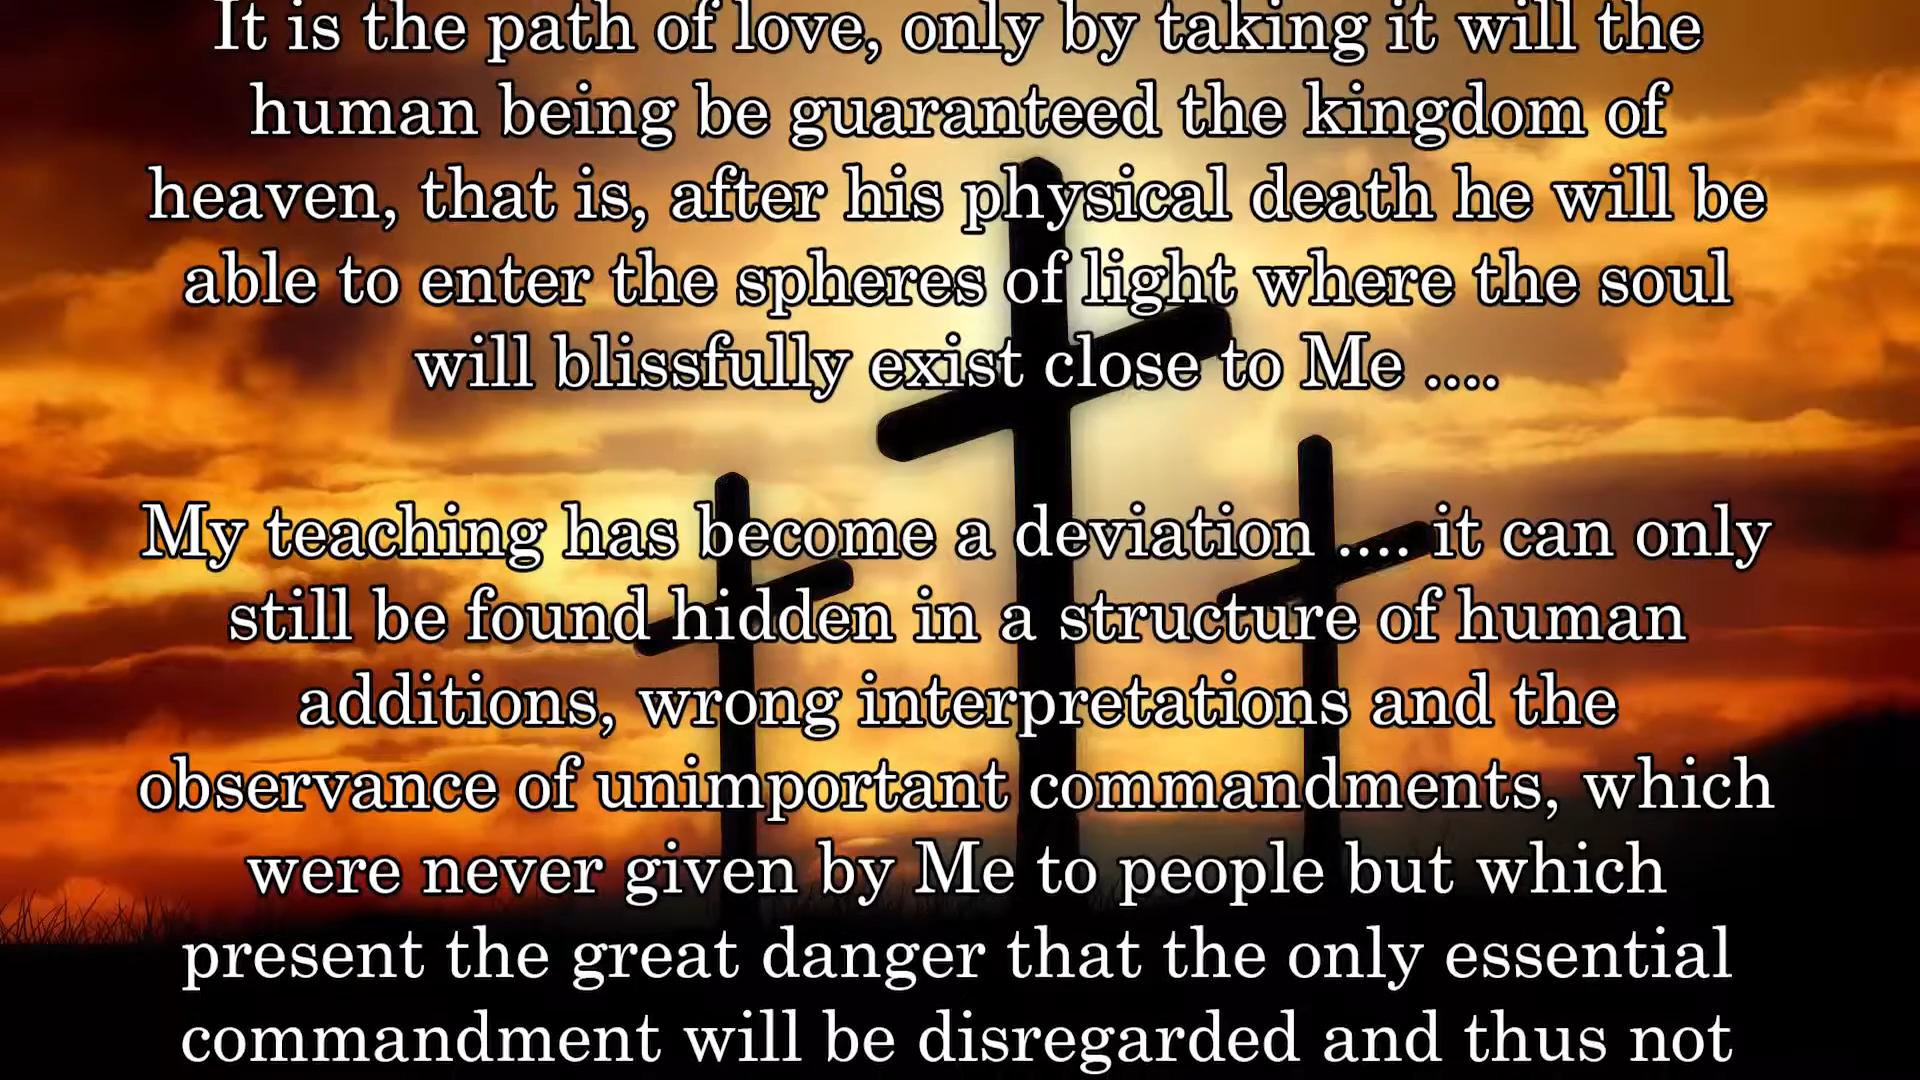 It is the path of love, only by taking it will the
human being be guaranteed the kingdom of
heaven, that is, after his physical death he will be
able to enter the spheres of light where the soul
will blissfully exist close to Me ....
My teaching has become a deviation .... it can only
still be found hidden in a structure of human
additions, wrong interpretations and the
observance of unimportant commandments, which
were never given by Me to people but which
present the great danger that the only essential
commandment will be disregarded and thus not